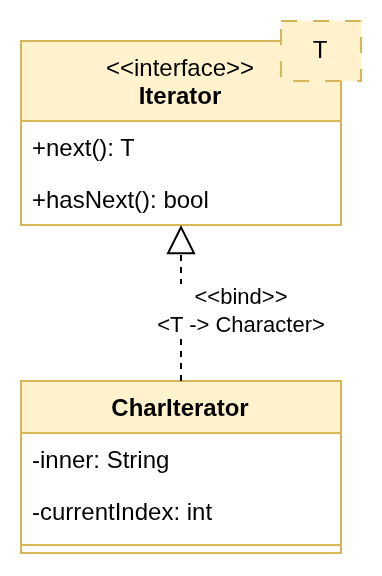 T
<<interface>>
Iterator
+next(): T
+hasNext(): bool
<<bind>>
<T -> Character>
CharIterator
-inner: String
-currentIndex: int